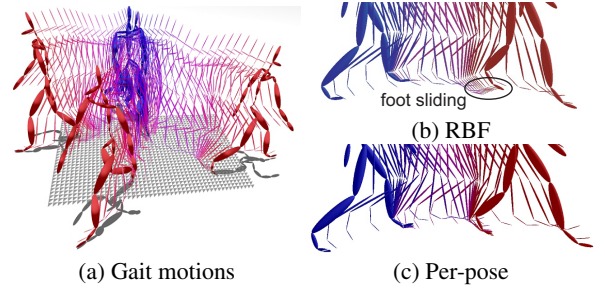 foot sliding
(b) RBF
(a) Gait motions
(c) Per-pose